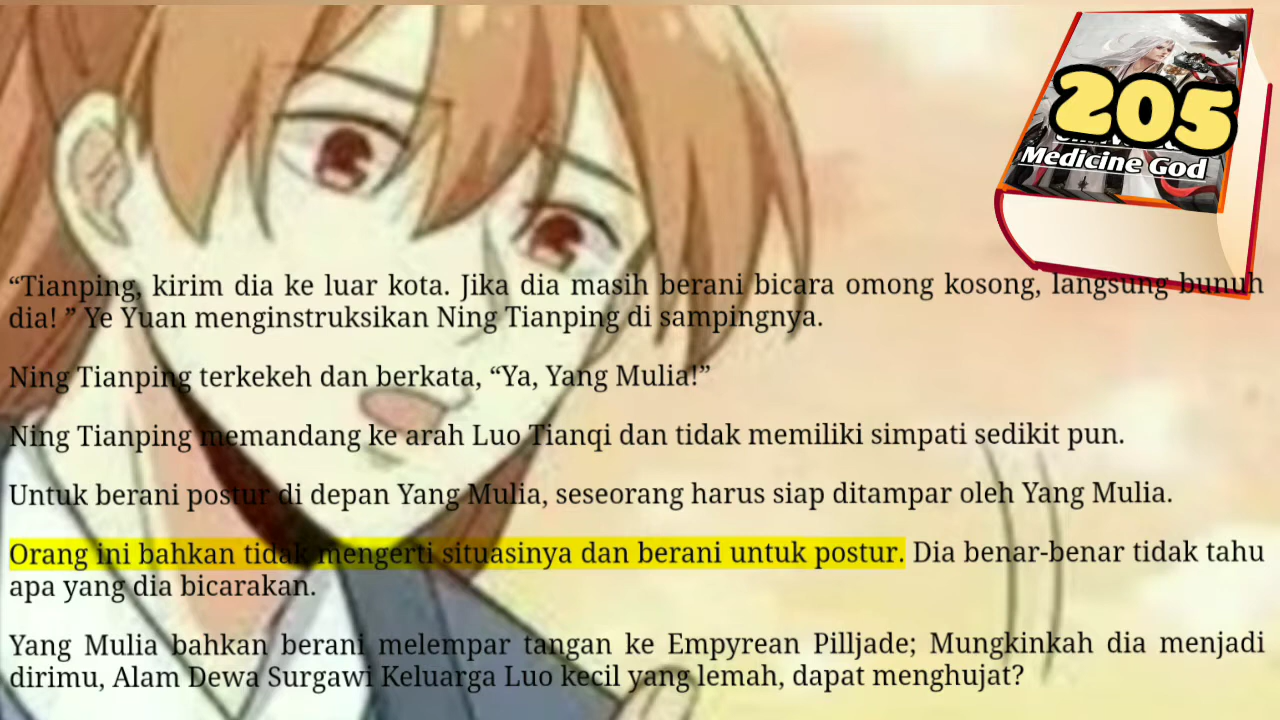 205
Medicine God
“Tianping, kirim dia ke luar kota. Jika dia masih berani bicara omong kosong, langsung bunuh
dia! ” Ye Yuan menginstruksikan Ning Tianping di sampingnya.
Ning Tianping terkekeh dan berkata, “Ya, Yang Mulia!”
Ning Tianping memandang ke arah Luo Tianqi dan tidak memiliki simpati sedikit pun.
Untuk berani postur di depan Yang Mulia, seseorang harus siap ditampar oleh Yang Mulia.
Orang ini bahkan tidak mengerti situasinya dan berani untuk postur. Dia benar-benar tidak tahu
apa yang dia bicarakan.
Yang Mulia bahkan berani melempar tangan ke Empyrean Pilljade; Mungkinkah dia menjadi
dirimu, Alam Dewa Surgawi Keluarga Luo kecil yang lemah, dapat menghujat?